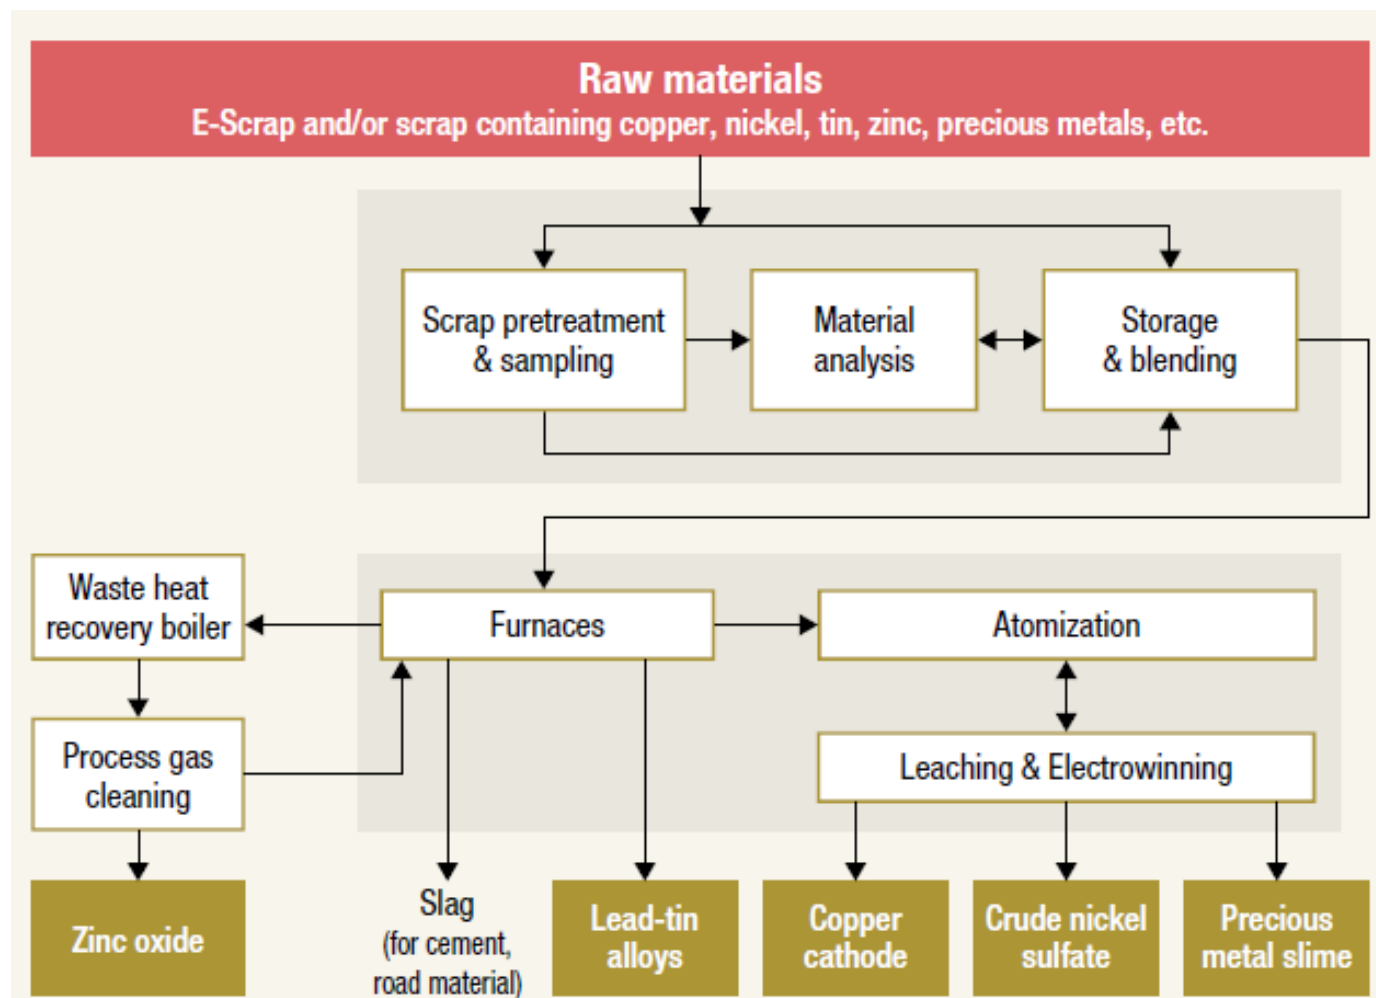 Raw materials
E-Scrap and/or scrap containing copper, nickel, tin, zinc, precious metals, etc.
Scrap pretreatment
& sampling
Material
analysis
Storage
& blending
Waste heat
recovery boiler
Furnaces
Atomization
Process gas
cleaning
Leaching & Electrowinning
Zinc oxide
Slag
(for cement,
road material)
Lead-tin
alloys
Copper
cathode
Crude nickel
sulfate
Precious
metal slime